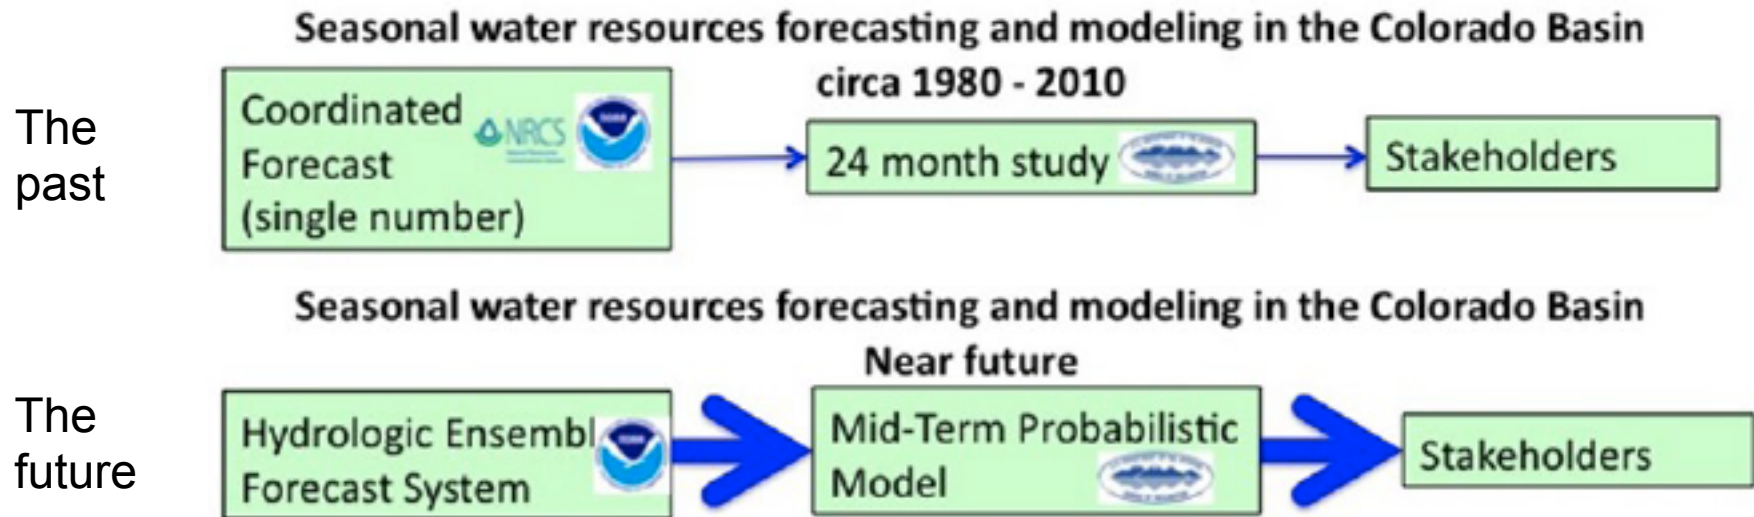 Seasonal water resources forecasting and modeling in the Colorado Basin
circa 1980 - 2010
The
past
Coordinated
Forecast
(single number)
NRCS
24 month study
Stakeholders
Seasonal water resources forecasting and modeling in the Colorado Basin
Near future
The
future
Hydrologic Ensembl
Forecast System
Mid-Term Probabilistic
Model
Stakeholders